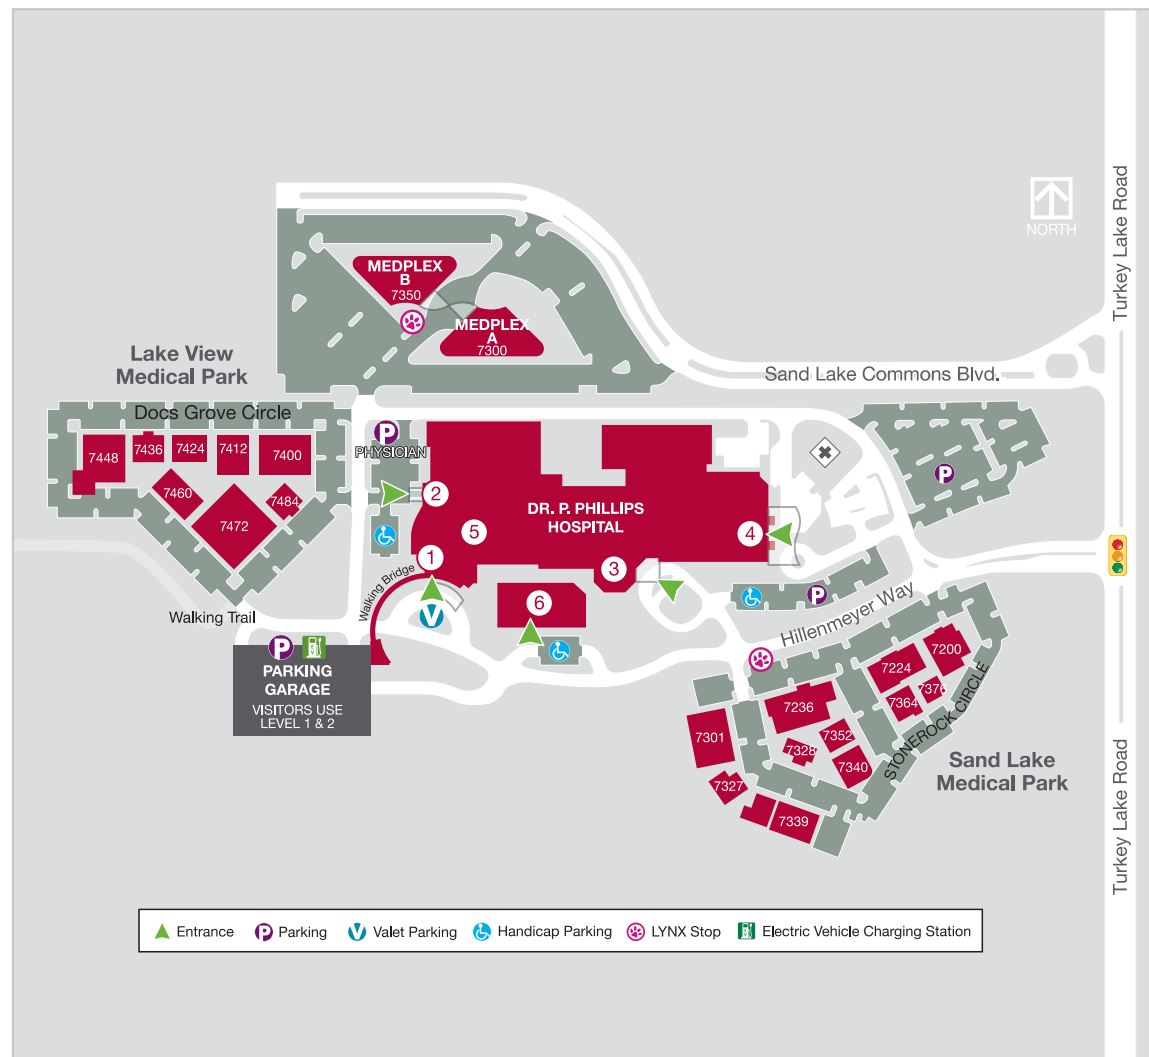 Turkey Lake Road
NORTH
MEDPLEX
B
7350
MEDPLEX
A
7300
Lake View
Medical Park
Sand Lake Commons Blvd.
Docs Grove Circle
P
PHYSICIAN
7448
7436
7424
7412
7400
7460
7484
7472
P
2
DR. P. PHILLIPS
HOSPITAL
5
4
1
3
6
Walking Bridge
V
P
Hillenmeyer Way
Walking Trail
P
PARKING
GARAGE
VISITORS USE
LEVEL 1 & 2
7200
7224
7376
7364
7236
7352
7328
7340
7301
7327
7339
STONEROCK CIRCLE
Sand Lake
Medical Park
Turkey Lake Road
Entrance
P Parking
V Valet Parking
Handicap Parking
LYNX Stop
Electric Vehicle Charging Station